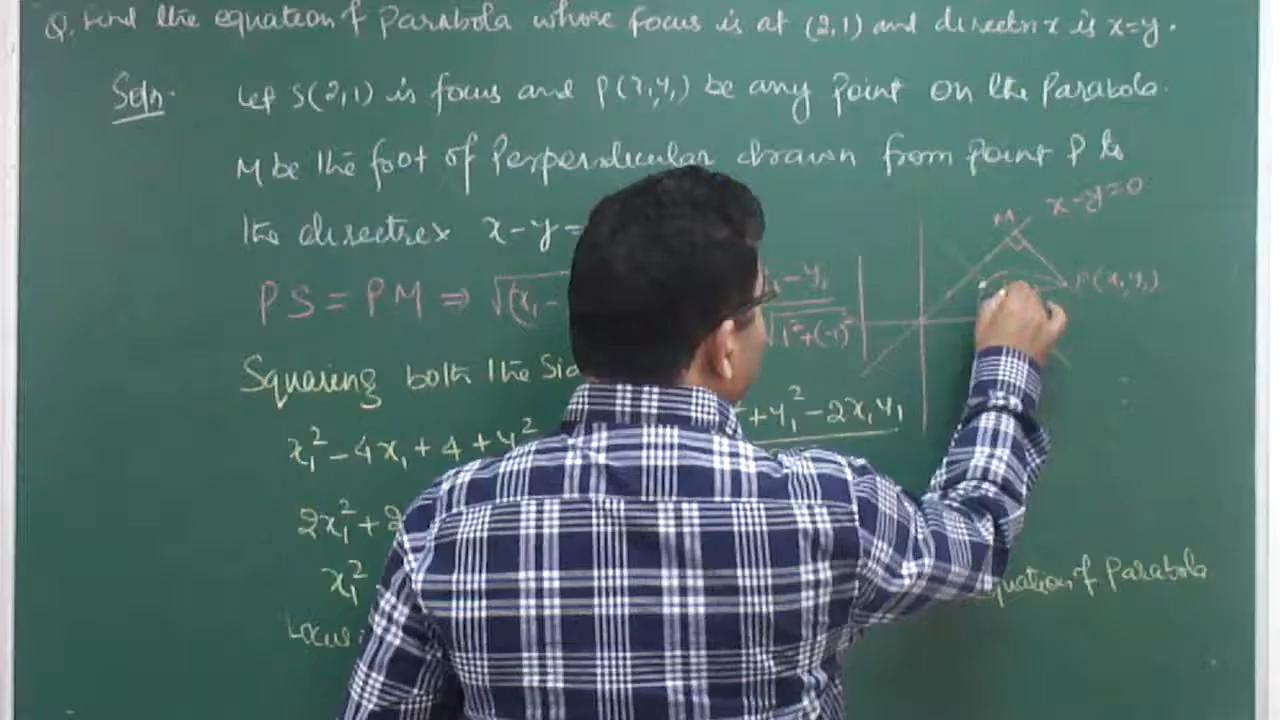 Q. Find the equation of Parabola whose focus is at (2,1) and directrix is x=y.
Soln. Let S(2,1) is focus and P(x₁,y₁) be any point on the Parabola.
M be the foot of Perpendicular drawn from point P to
the directrex x-y=
PS = PM ⇒ √(x₁-
-y₁
√1²+(-1)²
M x-y=0
P(x₁,y₁)
Squaring both the Sid
x₁² - 4x₁ + 4 + y²
+y₁² - 2x₁y₁
2x₁² + 2
x₁²
equation of Parabola
Locus